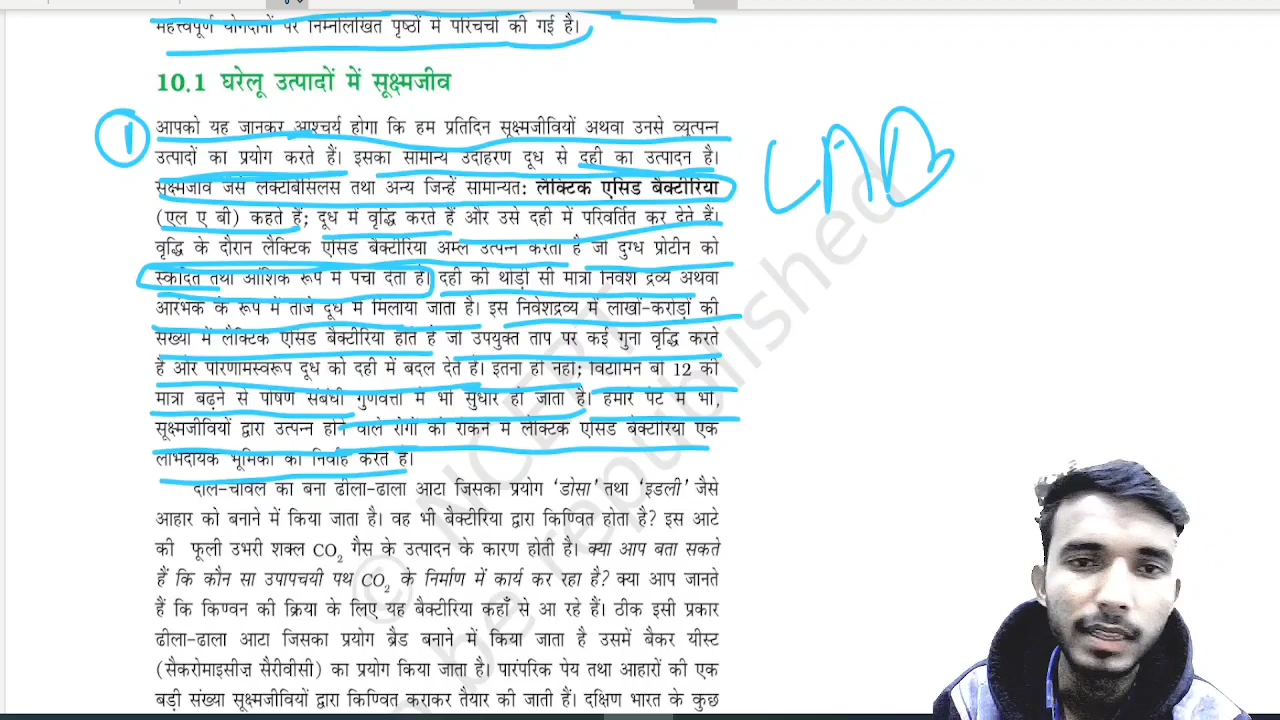 महत्त्वपूर्ण योगदानों पर निम्नलिखित पृष्ठों में परिचर्चा की गई है।
10.1 घरेलू उत्पादों में सूक्ष्मजीव
1
आपको यह जानकर आश्चर्य होगा कि हम प्रतिदिन सूक्ष्मजीवियों अथवा उनसे व्युत्पन्न
उत्पादों का प्रयोग करते हैं। इसका सामान्य उदाहरण दूध से दही का उत्पादन है।
सूक्ष्मजीव जैसे लैक्टोबैसिलस तथा अन्य जिन्हें सामान्यत: लैक्टिक एसिड बैक्टीरिया
LAB
(एल ए बी) कहते हैं; दूध में वृद्धि करते हैं और उसे दही में परिवर्तित कर देते हैं।
वृद्धि के दौरान लैक्टिक एसिड बैक्टीरिया अम्ल उत्पन्न करता है जो दुग्ध प्रोटीन को
स्कंदित तथा आंशिक रूप में पचा देता है। दही की थोड़ी सी मात्रा निवेश द्रव्य अथवा
आरंभक के रूप में ताजे दूध में मिलाया जाता है। इस निवेशद्रव्य में लाखों-करोड़ों की
संख्या में लैक्टिक एसिड बैक्टीरिया होते हैं जो उपयुक्त ताप पर कई गुना वृद्धि करते
हैं और परिणामस्वरूप दूध को दही में बदल देते हैं। इतना ही नहीं; विटामिन बी 12 की
मात्रा बढ़ने से पोषण संबंधी गुणवत्ता में भी सुधार हो जाता है। हमारे पेट में भी,
सूक्ष्मजीवियों द्वारा उत्पन्न होने वाले रोगों को रोकने में लैक्टिक एसिड बैक्टीरिया एक
लाभदायक भूमिका का निर्वाह करते हैं।
दाल-चावल का बना ढीला-ढाला आटा जिसका प्रयोग ‘डोसा’ तथा ‘इडली’ जैसे
आहार को बनाने में किया जाता है। वह भी बैक्टीरिया द्वारा किण्वित होता है? इस आटे
की फूली उभरी शक्ल CO₂ गैस के उत्पादन के कारण होती है। क्या आप बता सकते
हैं कि कौन सा उपापचयी पथ CO₂ के निर्माण में कार्य कर रहा है? क्या आप जानते
हैं कि किण्वन की क्रिया के लिए यह बैक्टीरिया कहाँ से आ रहे हैं। ठीक इसी प्रकार
ढीला-ढाला आटा जिसका प्रयोग ब्रैड बनाने में किया जाता है उसमें बैकर यीस्ट
(सैकरोमाइसीज़ सैरीवीसी) का प्रयोग किया जाता है। पारंपरिक पेय तथा आहारों की एक
बड़ी संख्या सूक्ष्मजीवियों द्वारा किण्वित कराकर तैयार की जाती हैं। दक्षिण भारत के कुछ
© NCERT
be republished